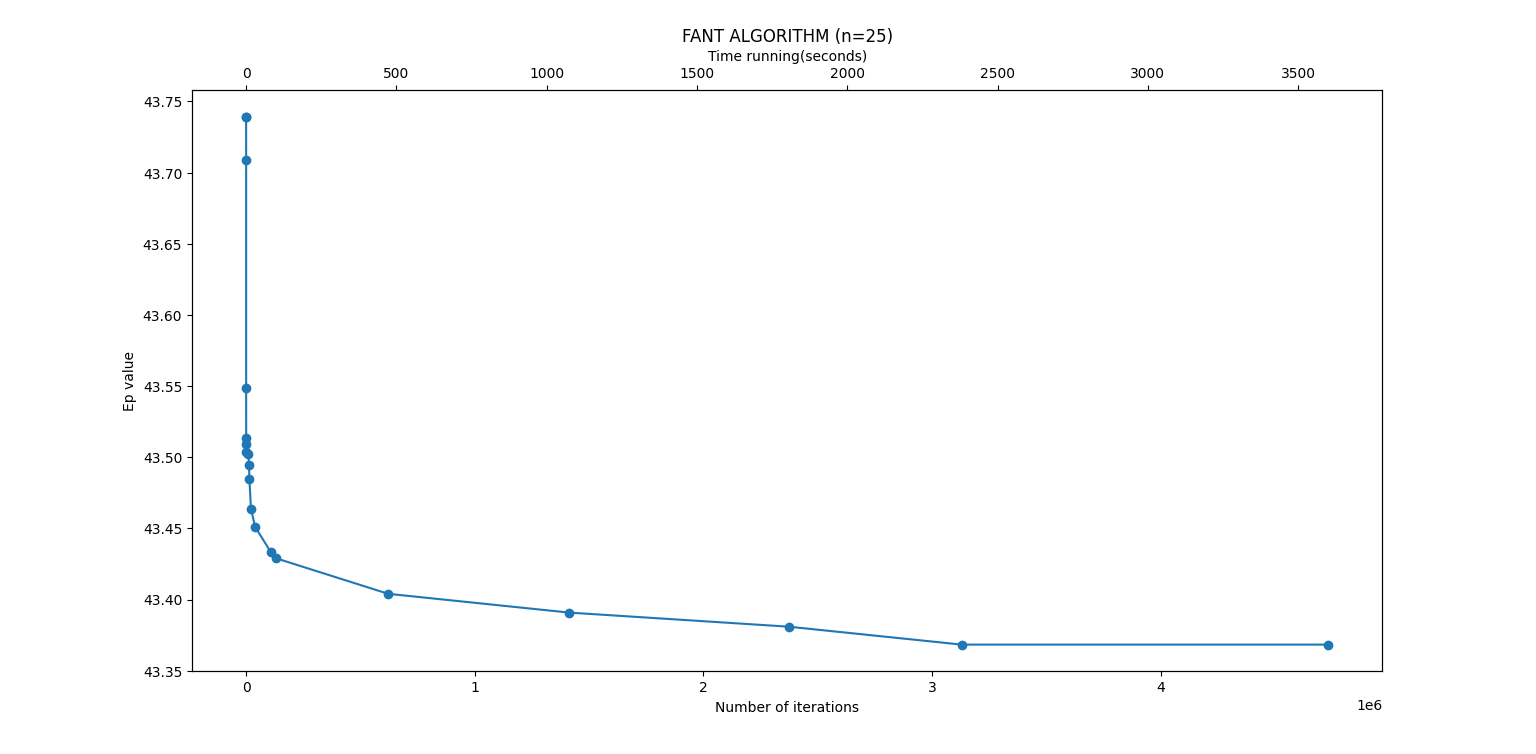 FANT ALGORITHM (n=25)
Time running(seconds)
0 500 1000 1500 2000 2500 3000 3500
43.75
43.70
43.65
43.60
43.55
43.50
43.45
43.40
43.35
Ep value
0 1 2 3 4
1e6
Number of iterations